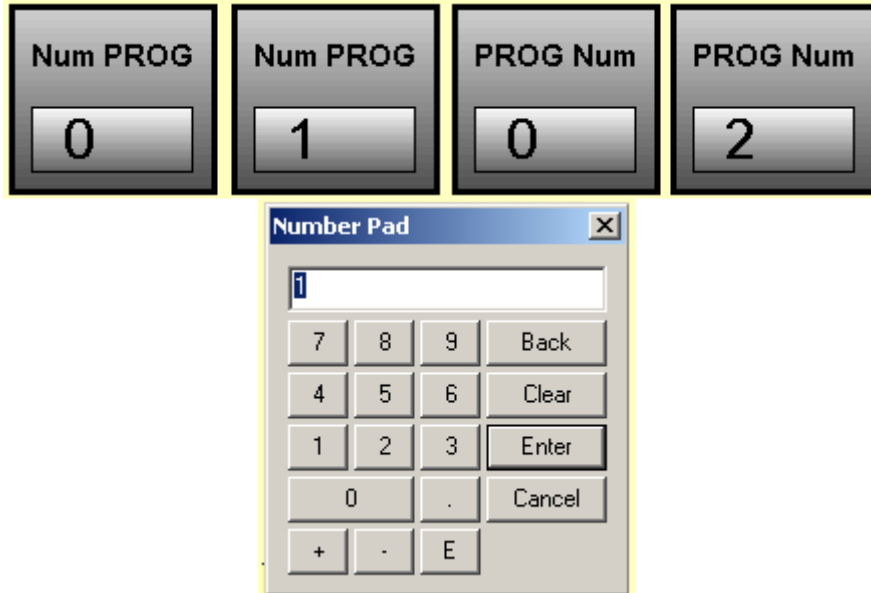 Num PROG Num PROG PROG Num PROG Num
0 1 0 2
Number Pad
1
7 8 9 Back
4 5 6 Clear
1 2 3 Enter
0 . Cancel
+ - E